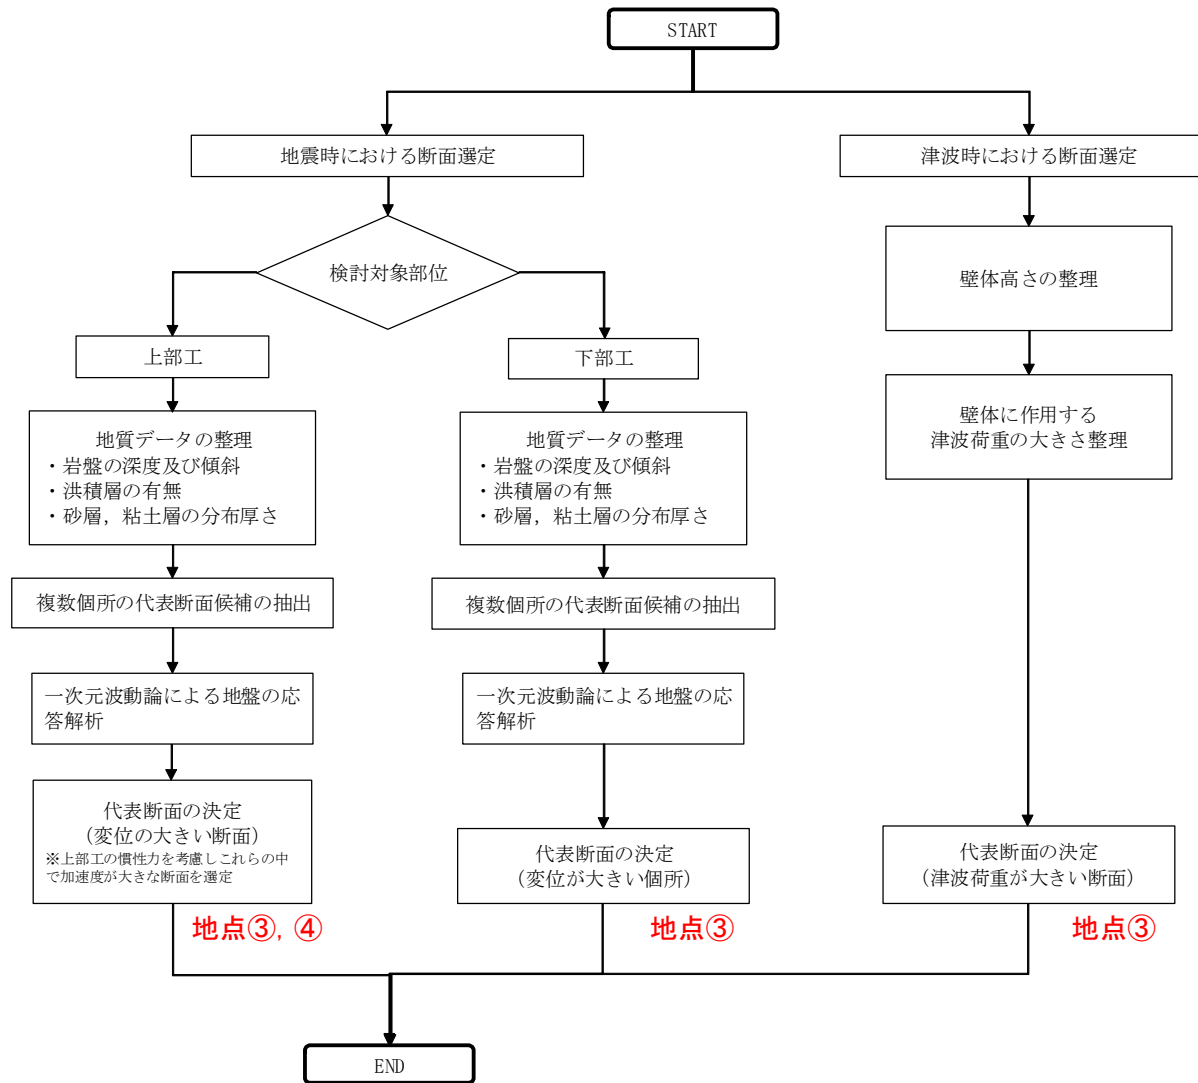 START
地震時における断面選定
津波時における断面選定
検討対象部位
上部工
下部工
地質データの整理
・岩盤の深度及び傾斜
・洪積層の有無
・砂層，粘土層の分布厚さ
複数個所の代表断面候補の抽出
一次元波動論による地盤の応
答解析
代表断面の決定
（変位の大きい断面）
※上部工の慣性力を考慮しこれらの中
で加速度が大きな断面を選定
地点③，④
地質データの整理
・岩盤の深度及び傾斜
・洪積層の有無
・砂層，粘土層の分布厚さ
複数個所の代表断面候補の抽出
一次元波動論による地盤の応
答解析
代表断面の決定
（変位が大きい個所）
地点③
壁体高さの整理
壁体に作用する
津波荷重の大きさ整理
代表断面の決定
（津波荷重が大きい断面）
地点③
END